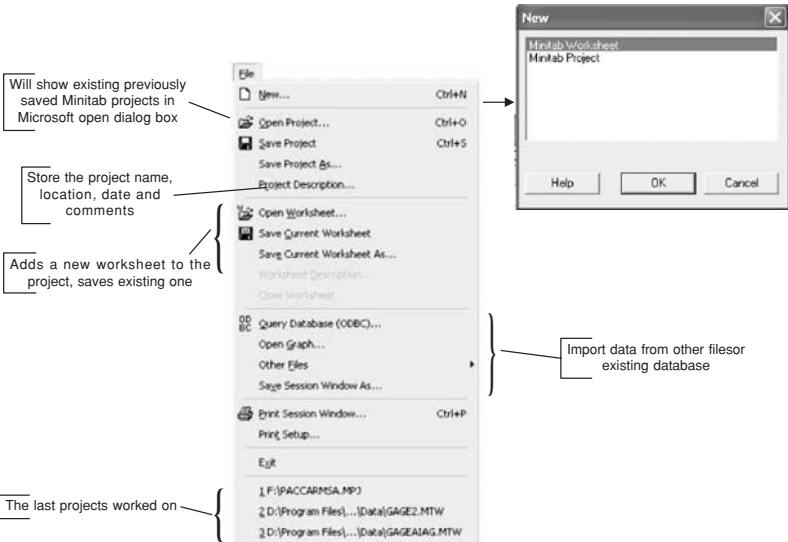 New
Minitab Worksheet
Minitab Project
Help
OK
Cancel
File
New... Ctrl+N
Open Project... Ctrl+O
Save Project Ctrl+S
Save Project As...
Project Description...
Open Worksheet...
Save Current Worksheet
Save Current Worksheet As...
Worksheet Description...
Close Worksheet
Query Database (ODBC)...
Open Graph...
Other Files
Save Session Window As...
Print Session Window... Ctrl+P
Print Setup...
Exit
1 F:\PACCARMSA.MPJ
2 D:\Program Files\...\Data\GAGE2.MTW
3 D:\Program Files\...\Data\GAGEAIAG.MTW
Will show existing previously
saved Minitab projects in
Microsoft open dialog box
Store the project name,
location, date and
comments
Adds a new worksheet to the
project, saves existing one
Import data from other filesor
existing database
The last projects worked on